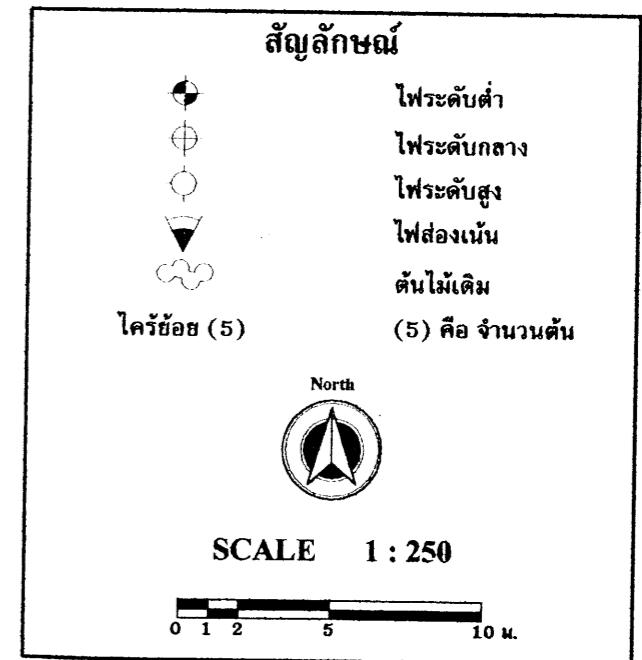 สัญลักษณ์
ไฟระดับต่ำ
ไฟระดับกลาง
ไฟระดับสูง
ไฟส่องเน้น
ต้นไม้เดิม
ไคร้ย้อย (5) (5) คือ จำนวนต้น
North
SCALE 1 : 250
0 1 2 5 10 ม.